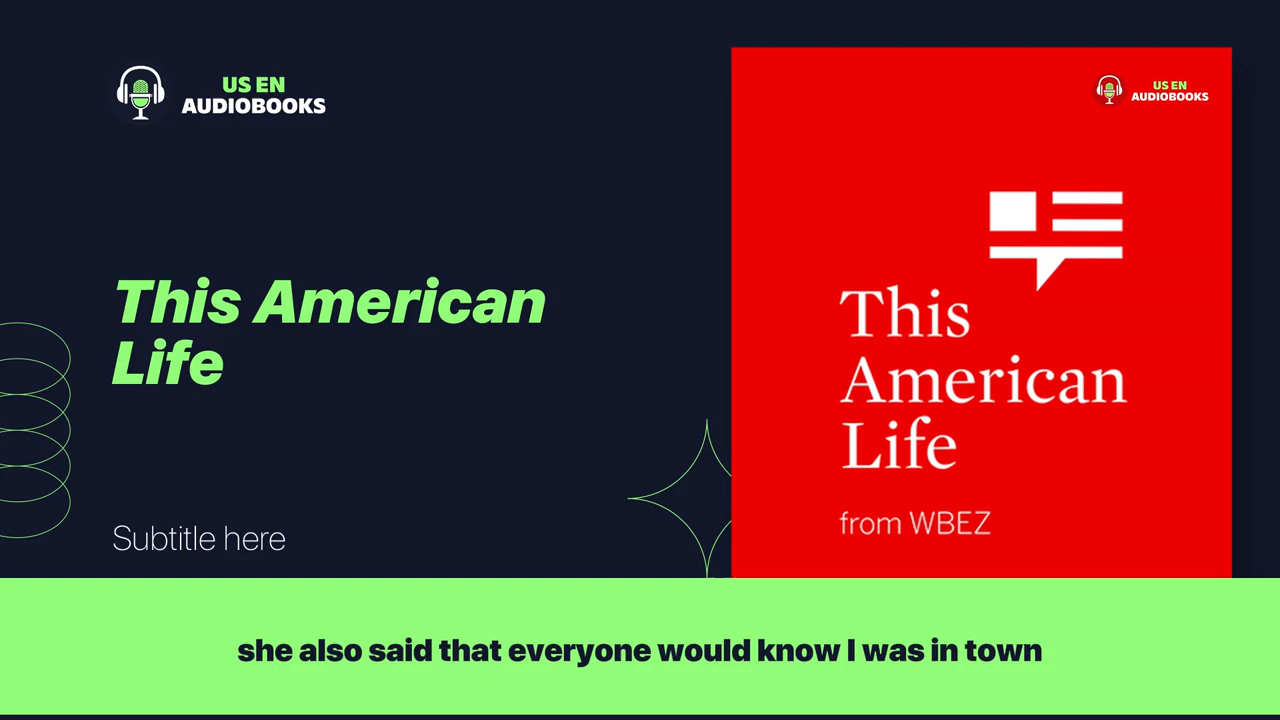 US EN
AUDIOBOOKS
US EN
AUDIOBOOKS
This American
Life
This
American
Life
from WBEZ
Subtitle here
she also said that everyone would know I was in town